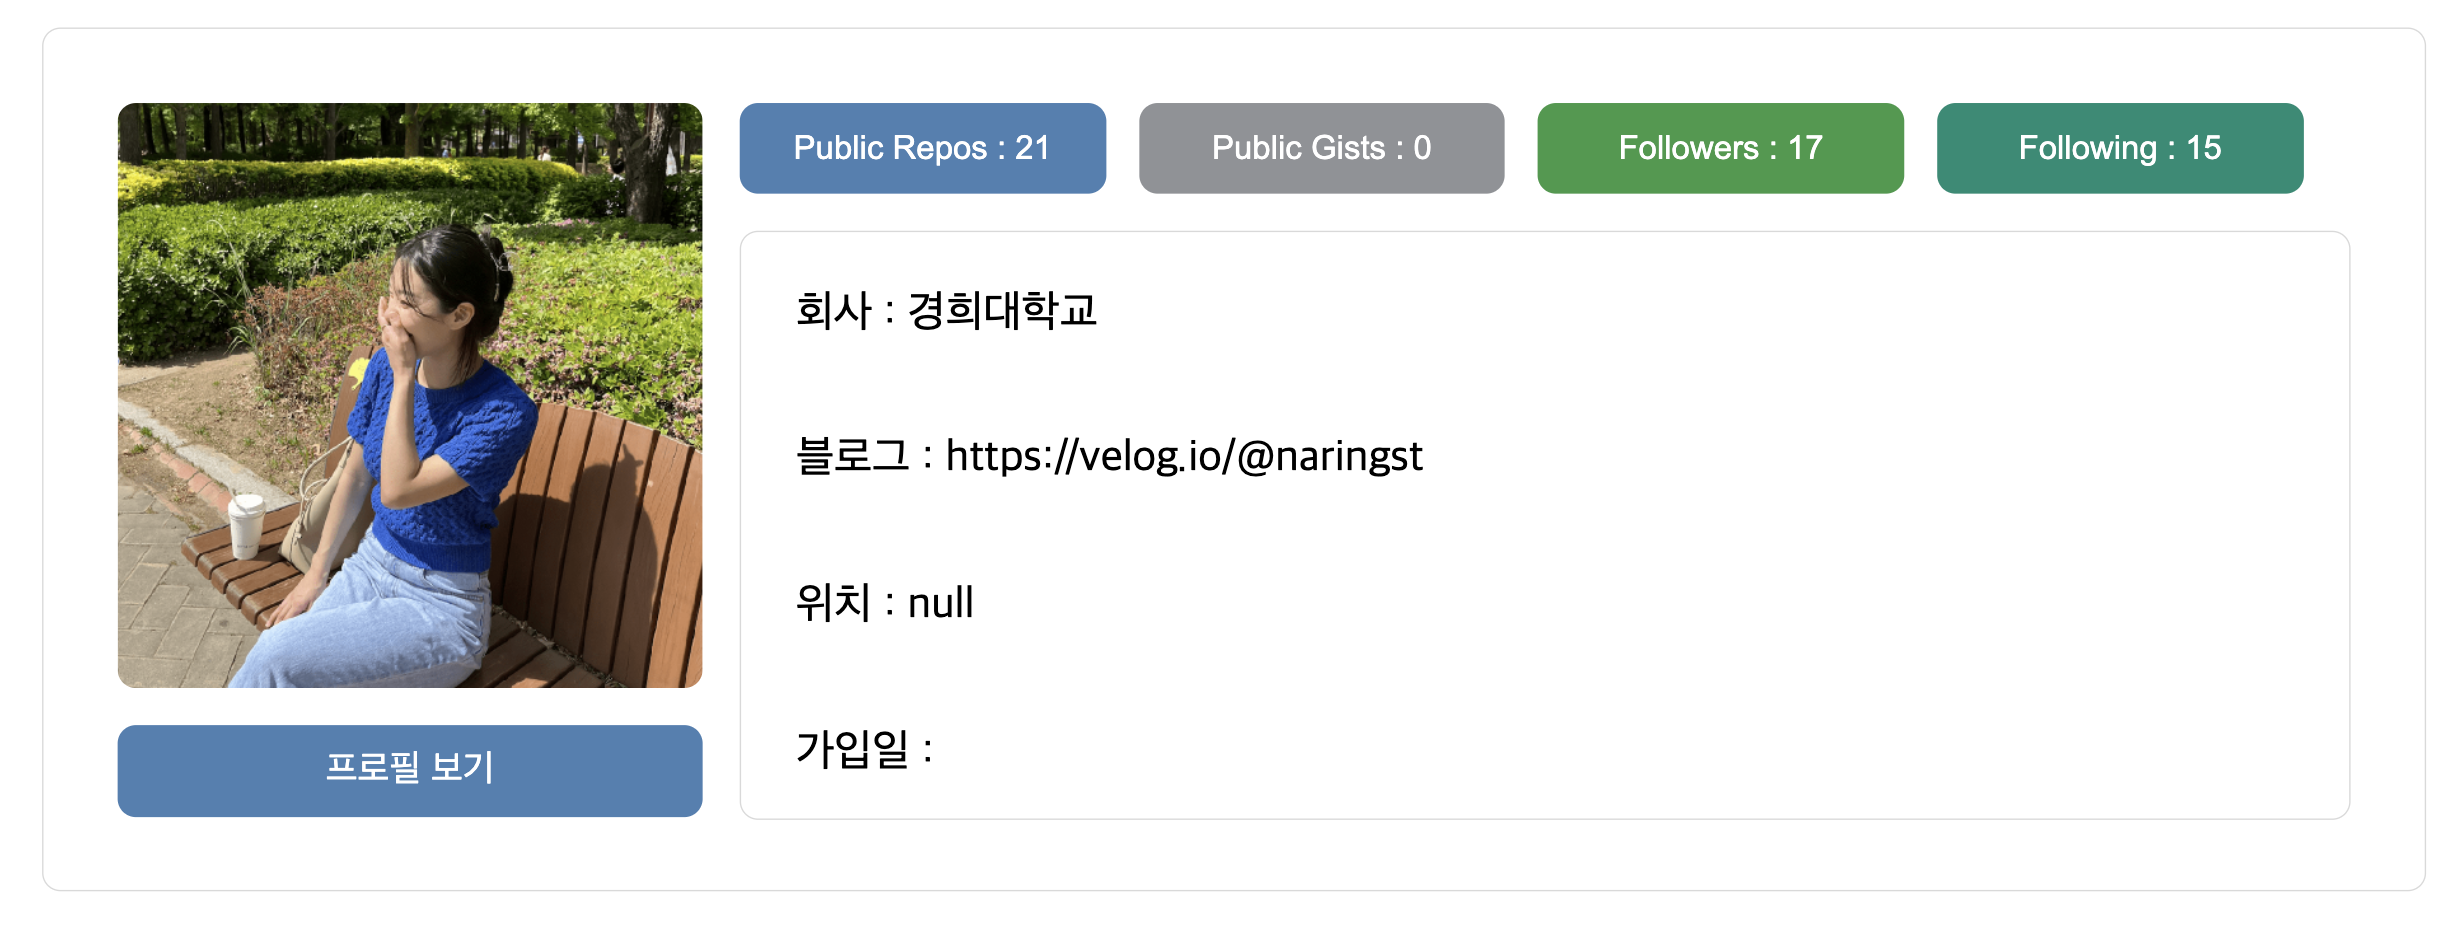 Public Repos : 21
Public Gists : 0
Followers : 17
Following : 15
회사 : 경희대학교
블로그 : https://velog.io/@naringst
위치 : null
가입일 :
프로필 보기